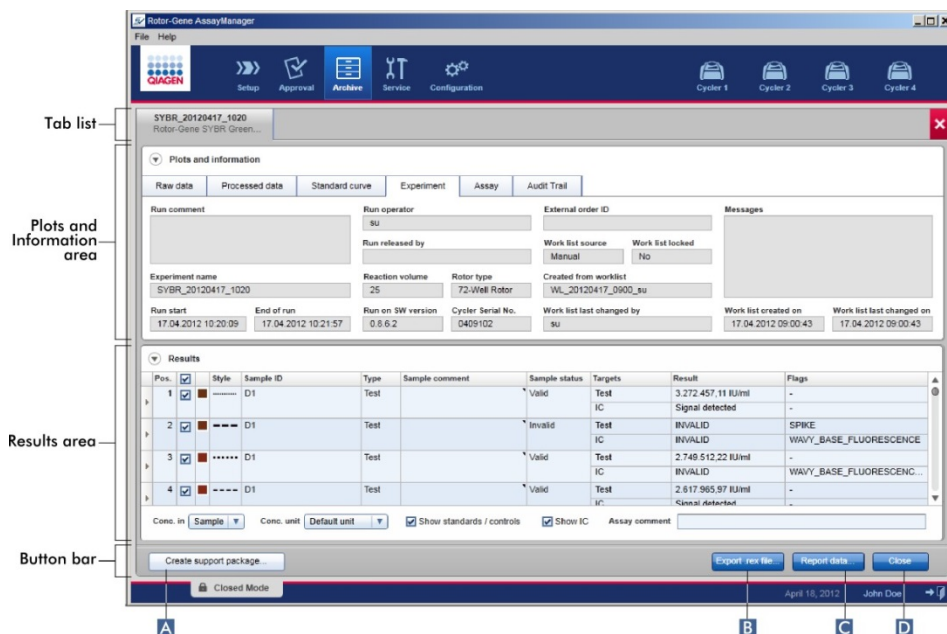 Rotor-Gene AssayManager
File Help
QIAGEN
Setup Approval Archive Service Configuration Cycler 1 Cycler 2 Cycler 3 Cycler 4
Tab list
SYBR_20120417_1020
Rotor-Gene SYBR Green...
Plots and Information area
Plots and information
Raw data Processed data Standard curve Experiment Assay Audit Trail
Run comment Run operator External order ID Messages
su
Run released by Work list source Work list locked
Manual No
Experiment name Reaction volume Rotor type Created from worklist
SYBR_20120417_1020 25 72-Well Rotor WL_20120417_0900_su
Run start End of run Run on SW version Cycler Serial No. Work list last changed by Work list created on Work list last changed on
17.04.2012 10:20:09 17.04.2012 10:21:57 0.8.6.2 0409102 su 17.04.2012 09:00:43 17.04.2012 09:00:43
Results area
Results
Pos. Style Sample ID Type Sample comment Sample status Targets Result Flags
1 D1 Test Valid Test 3.272.457,11 IU/ml -
IC Signal detected -
2 D1 Test Invalid Test INVALID SPIKE
IC INVALID WAVY_BASE_FLUORESCENCE
3 D1 Test Valid Test 2.749.512,22 IU/ml -
IC INVALID WAVY_BASE_FLUORESCENC...
4 D1 Test Valid Test 2.617.965,97 IU/ml -
IC Signal detected -
Conc. in Sample Conc. unit Default unit Show standards / controls Show IC Assay comment
Button bar
Create support package... Export .rex file... Report data... Close
Closed Mode April 18, 2012 John Doe
A B C D